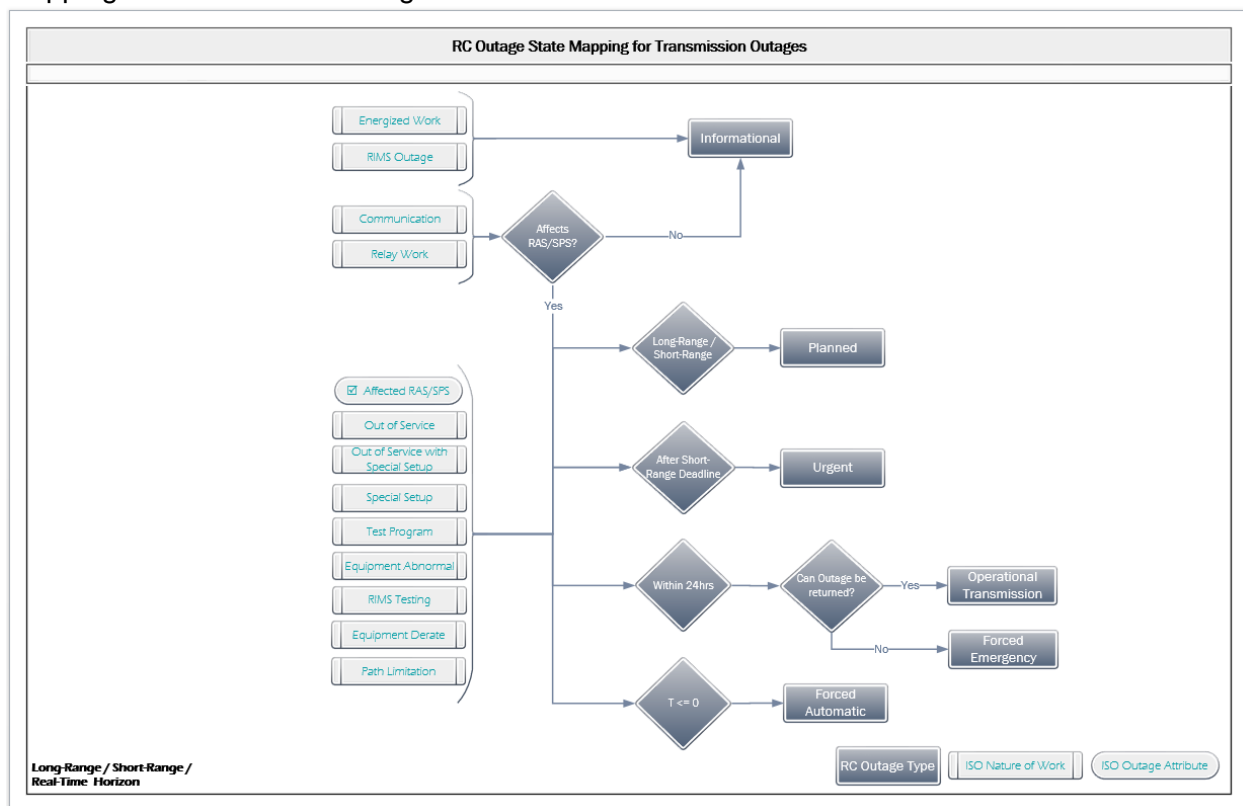 RC Outage State Mapping for Transmission Outages
Energized Work
RIMS Outage
Informational
Communication
Relay Work
Affects
RAS/SPS?
No
Yes
Long-Range /
Short-Range
Planned
Affected RAS/SPS
Out of Service
Out of Service with
Special Setup
After Short-
Range Deadline
Urgent
Special Setup
Test Program
Equipment Abnormal
RIMS Testing
Equipment Derate
Path Limitation
Within 24hrs
Can Outage be
returned?
Yes
Operational
Transmission
No
Forced
Emergency
T <= 0
Forced
Automatic
Long-Range / Short-Range /
Real-Time Horizon
RC Outage Type
ISO Nature of Work
ISO Outage Attribute